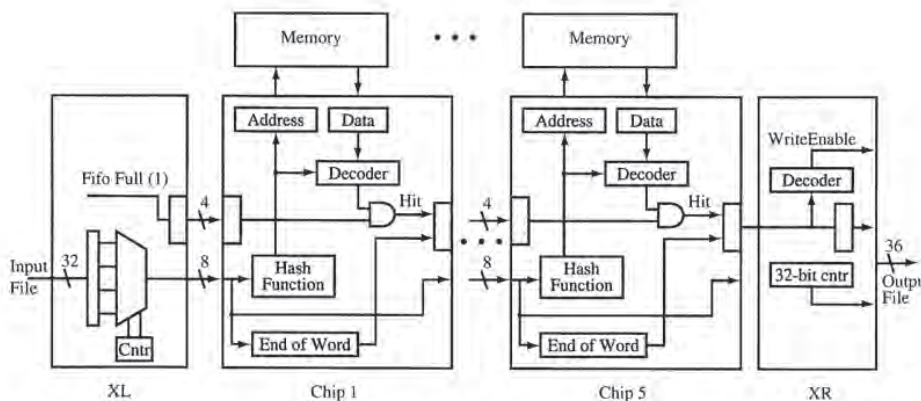 Memory
Memory
Address
Data
Address
Data
WriteEnable
Fifo Full (1)
Decoder
Decoder
Decoder
Hit
Hit
4
4
36
Input
File
32
8
8
Hash
Function
Hash
Function
32-bit cntr
Output
File
Cntr
End of Word
End of Word
XL
Chip 1
Chip 5
XR